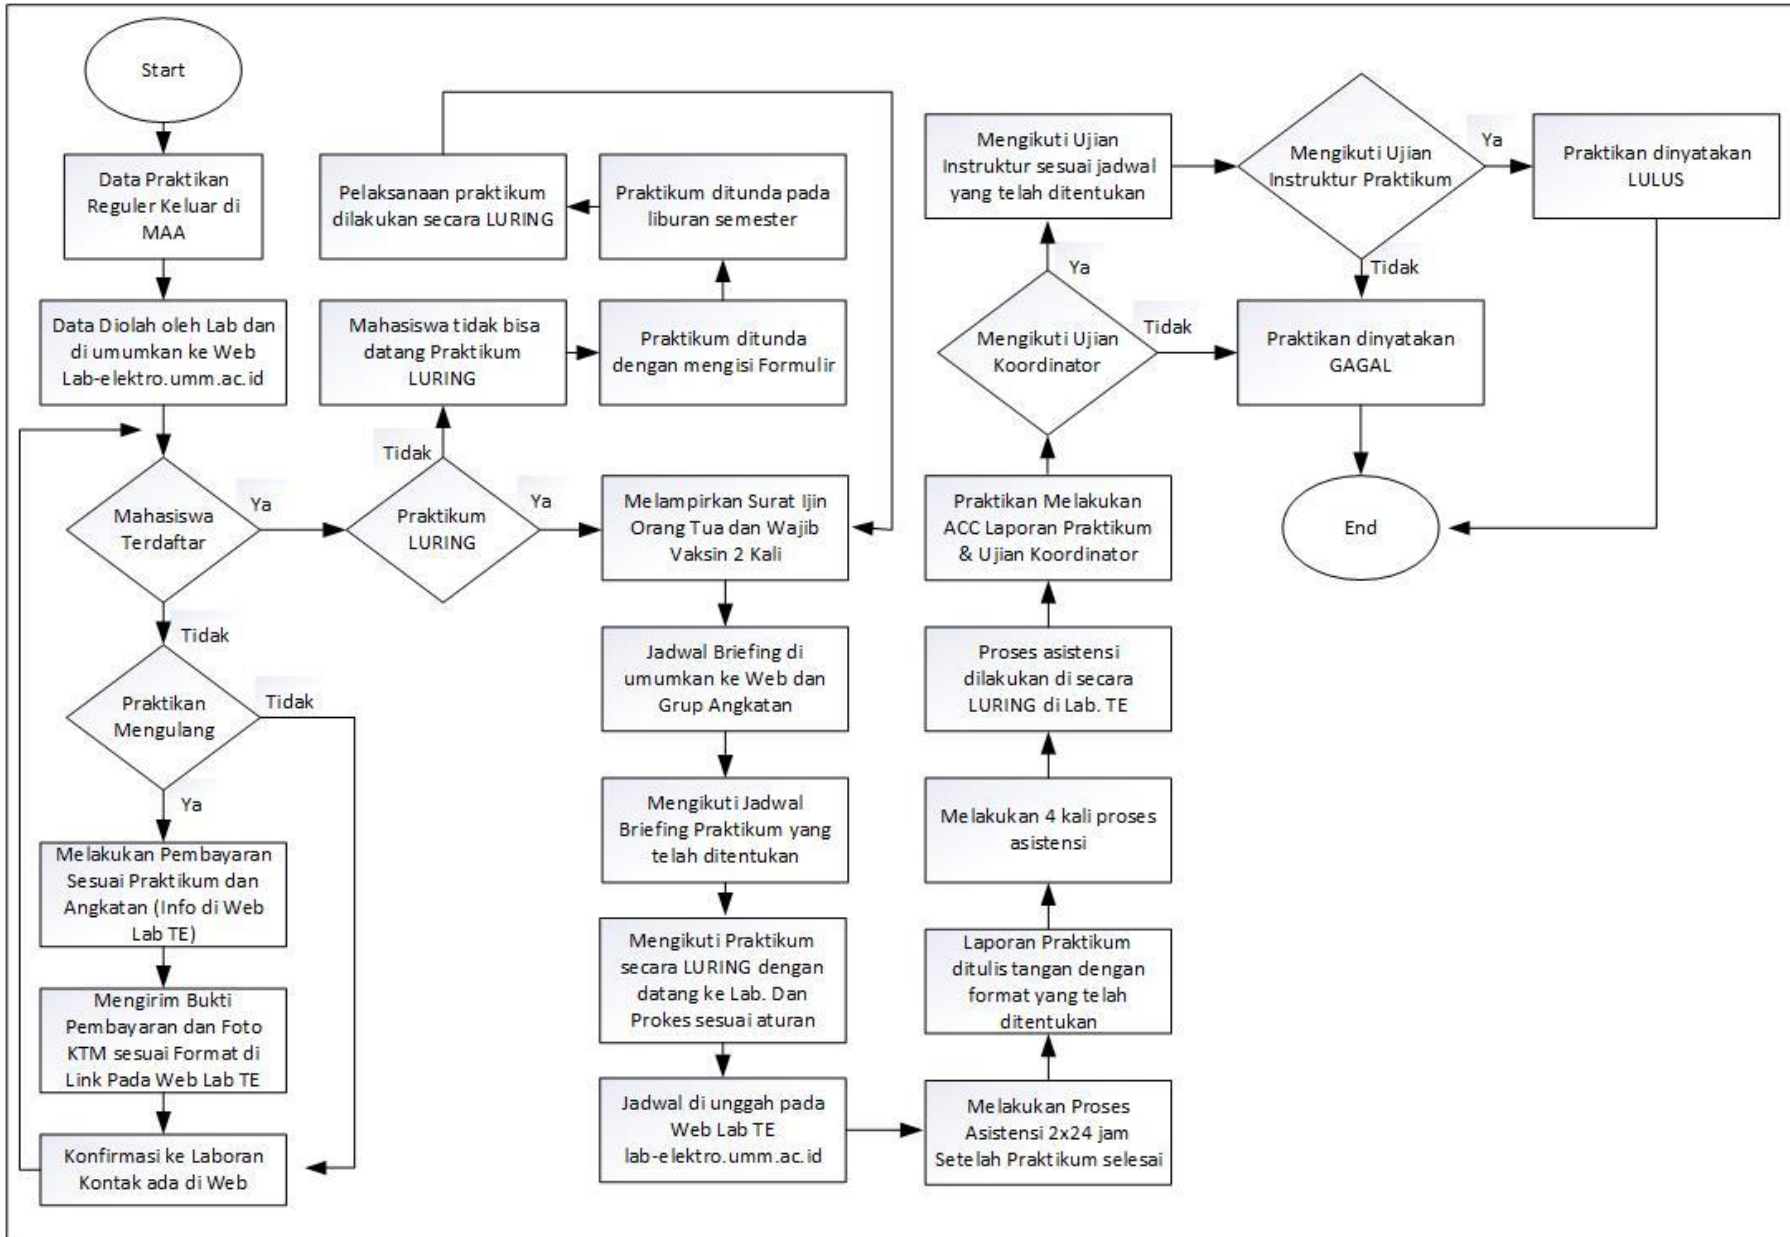 Start
Data Praktikan
Reguler Keluar di
MAA
Data Diolah oleh Lab dan
di umumkan ke Web
Lab-elektro.umm.ac.id
Mahasiswa
Terdaftar
Ya
Tidak
Praktikan
Mengulang
Tidak
Ya
Melakukan Pembayaran
Sesuai Praktikum dan
Angkatan (Info di Web
Lab TE)
Mengirim Bukti
Pembayaran dan Foto
KTM sesuai Format di
Link Pada Web Lab TE
Konfirmasi ke Laboran
Kontak ada di Web
Praktikum
LURING
Tidak
Ya
Mahasiswa tidak bisa
datang Praktikum
LURING
Praktikum ditunda
dengan mengisi Formulir
Praktikum ditunda pada
liburan semester
Pelaksanaan praktikum
dilakukan secara LURING
Melampirkan Surat Ijin
Orang Tua dan Wajib
Vaksin 2 Kali
Jadwal Briefing di
umumkan ke Web dan
Grup Angkatan
Mengikuti Jadwal
Briefing Praktikum yang
telah ditentukan
Mengikuti Praktikum
secara LURING dengan
datang ke Lab. Dan
Prokes sesuai aturan
Jadwal di unggah pada
Web Lab TE
lab-elektro.umm.ac.id
Melakukan Proses
Asistensi 2x24 jam
Setelah Praktikum selesai
Laporan Praktikum
ditulis tangan dengan
format yang telah
ditentukan
Melakukan 4 kali proses
asistensi
Proses asistensi
dilakukan di secara
LURING di Lab. TE
Praktikan Melakukan
ACC Laporan Praktikum
& Ujian Koordinator
Mengikuti Ujian
Koordinator
Ya
Tidak
Mengikuti Ujian
Instruktur sesuai jadwal
yang telah ditentukan
Mengikuti Ujian
Instruktur Praktikum
Ya
Tidak
Praktikan dinyatakan
LULUS
Praktikan dinyatakan
GAGAL
End